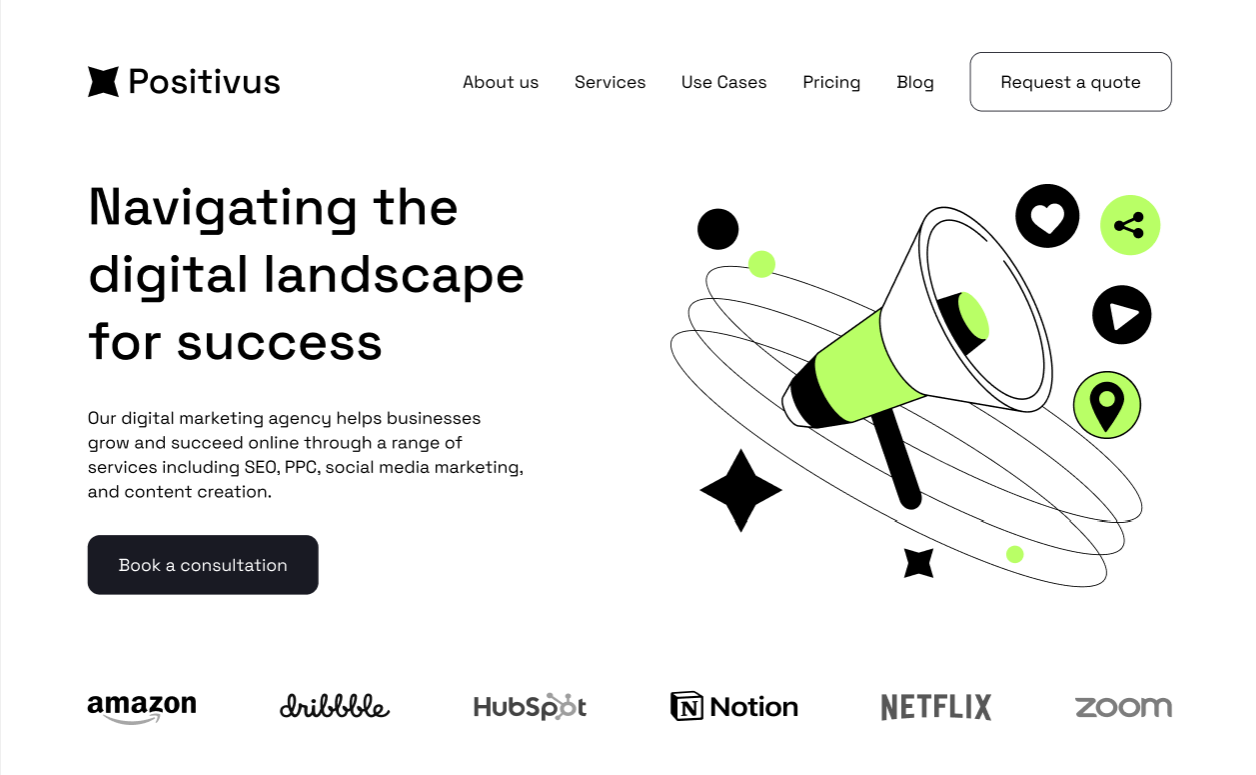 Positivus
About us Services Use Cases Pricing Blog Request a quote
Navigating the
digital landscape
for success
Our digital marketing agency helps businesses
grow and succeed online through a range of
services including SEO, PPC, social media marketing,
and content creation.
Book a consultation
amazon dribbble HubSpot Notion NETFLIX zoom